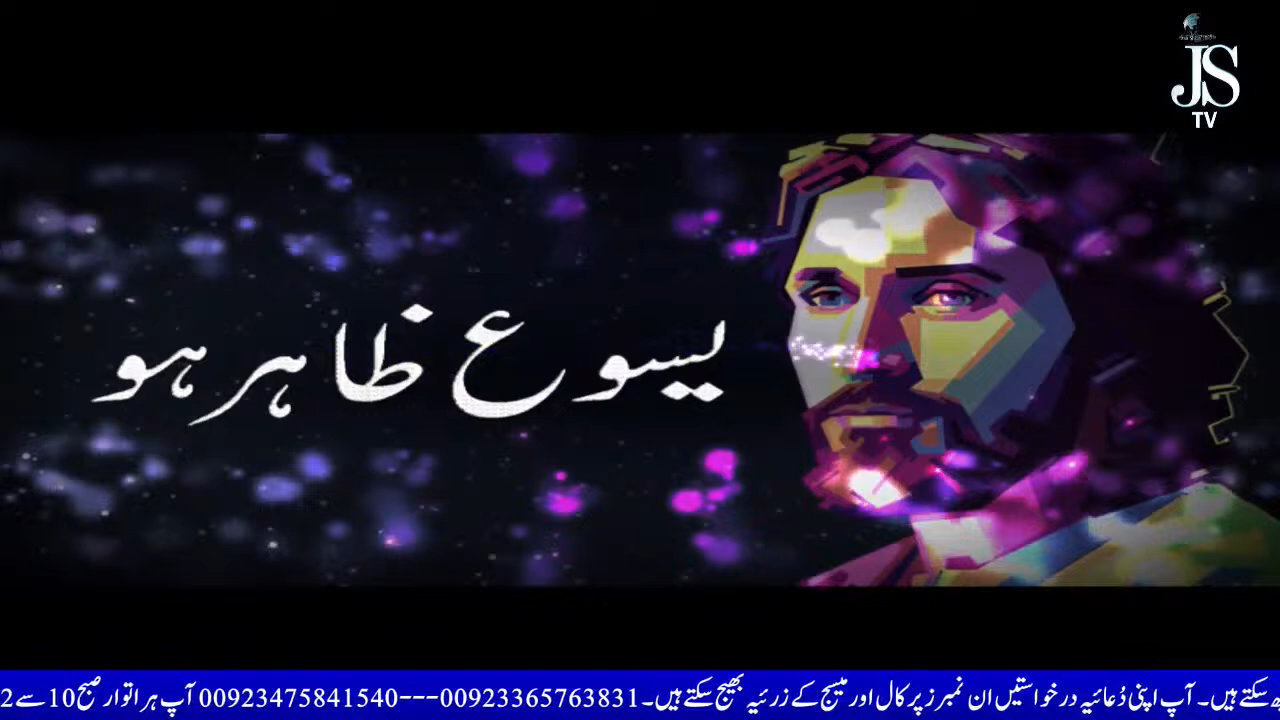 JS
TV
یسوع ظاہر ہو
سکتے ہیں۔ آپ اپنی دُعائیہ درخواستیں ان نمبرز پر کال اور میسج کے زرئیہ بھیج سکتے ہیں۔ 00923365763831---00923475841540 آپ ہر اتوار صبح 10 سے 2